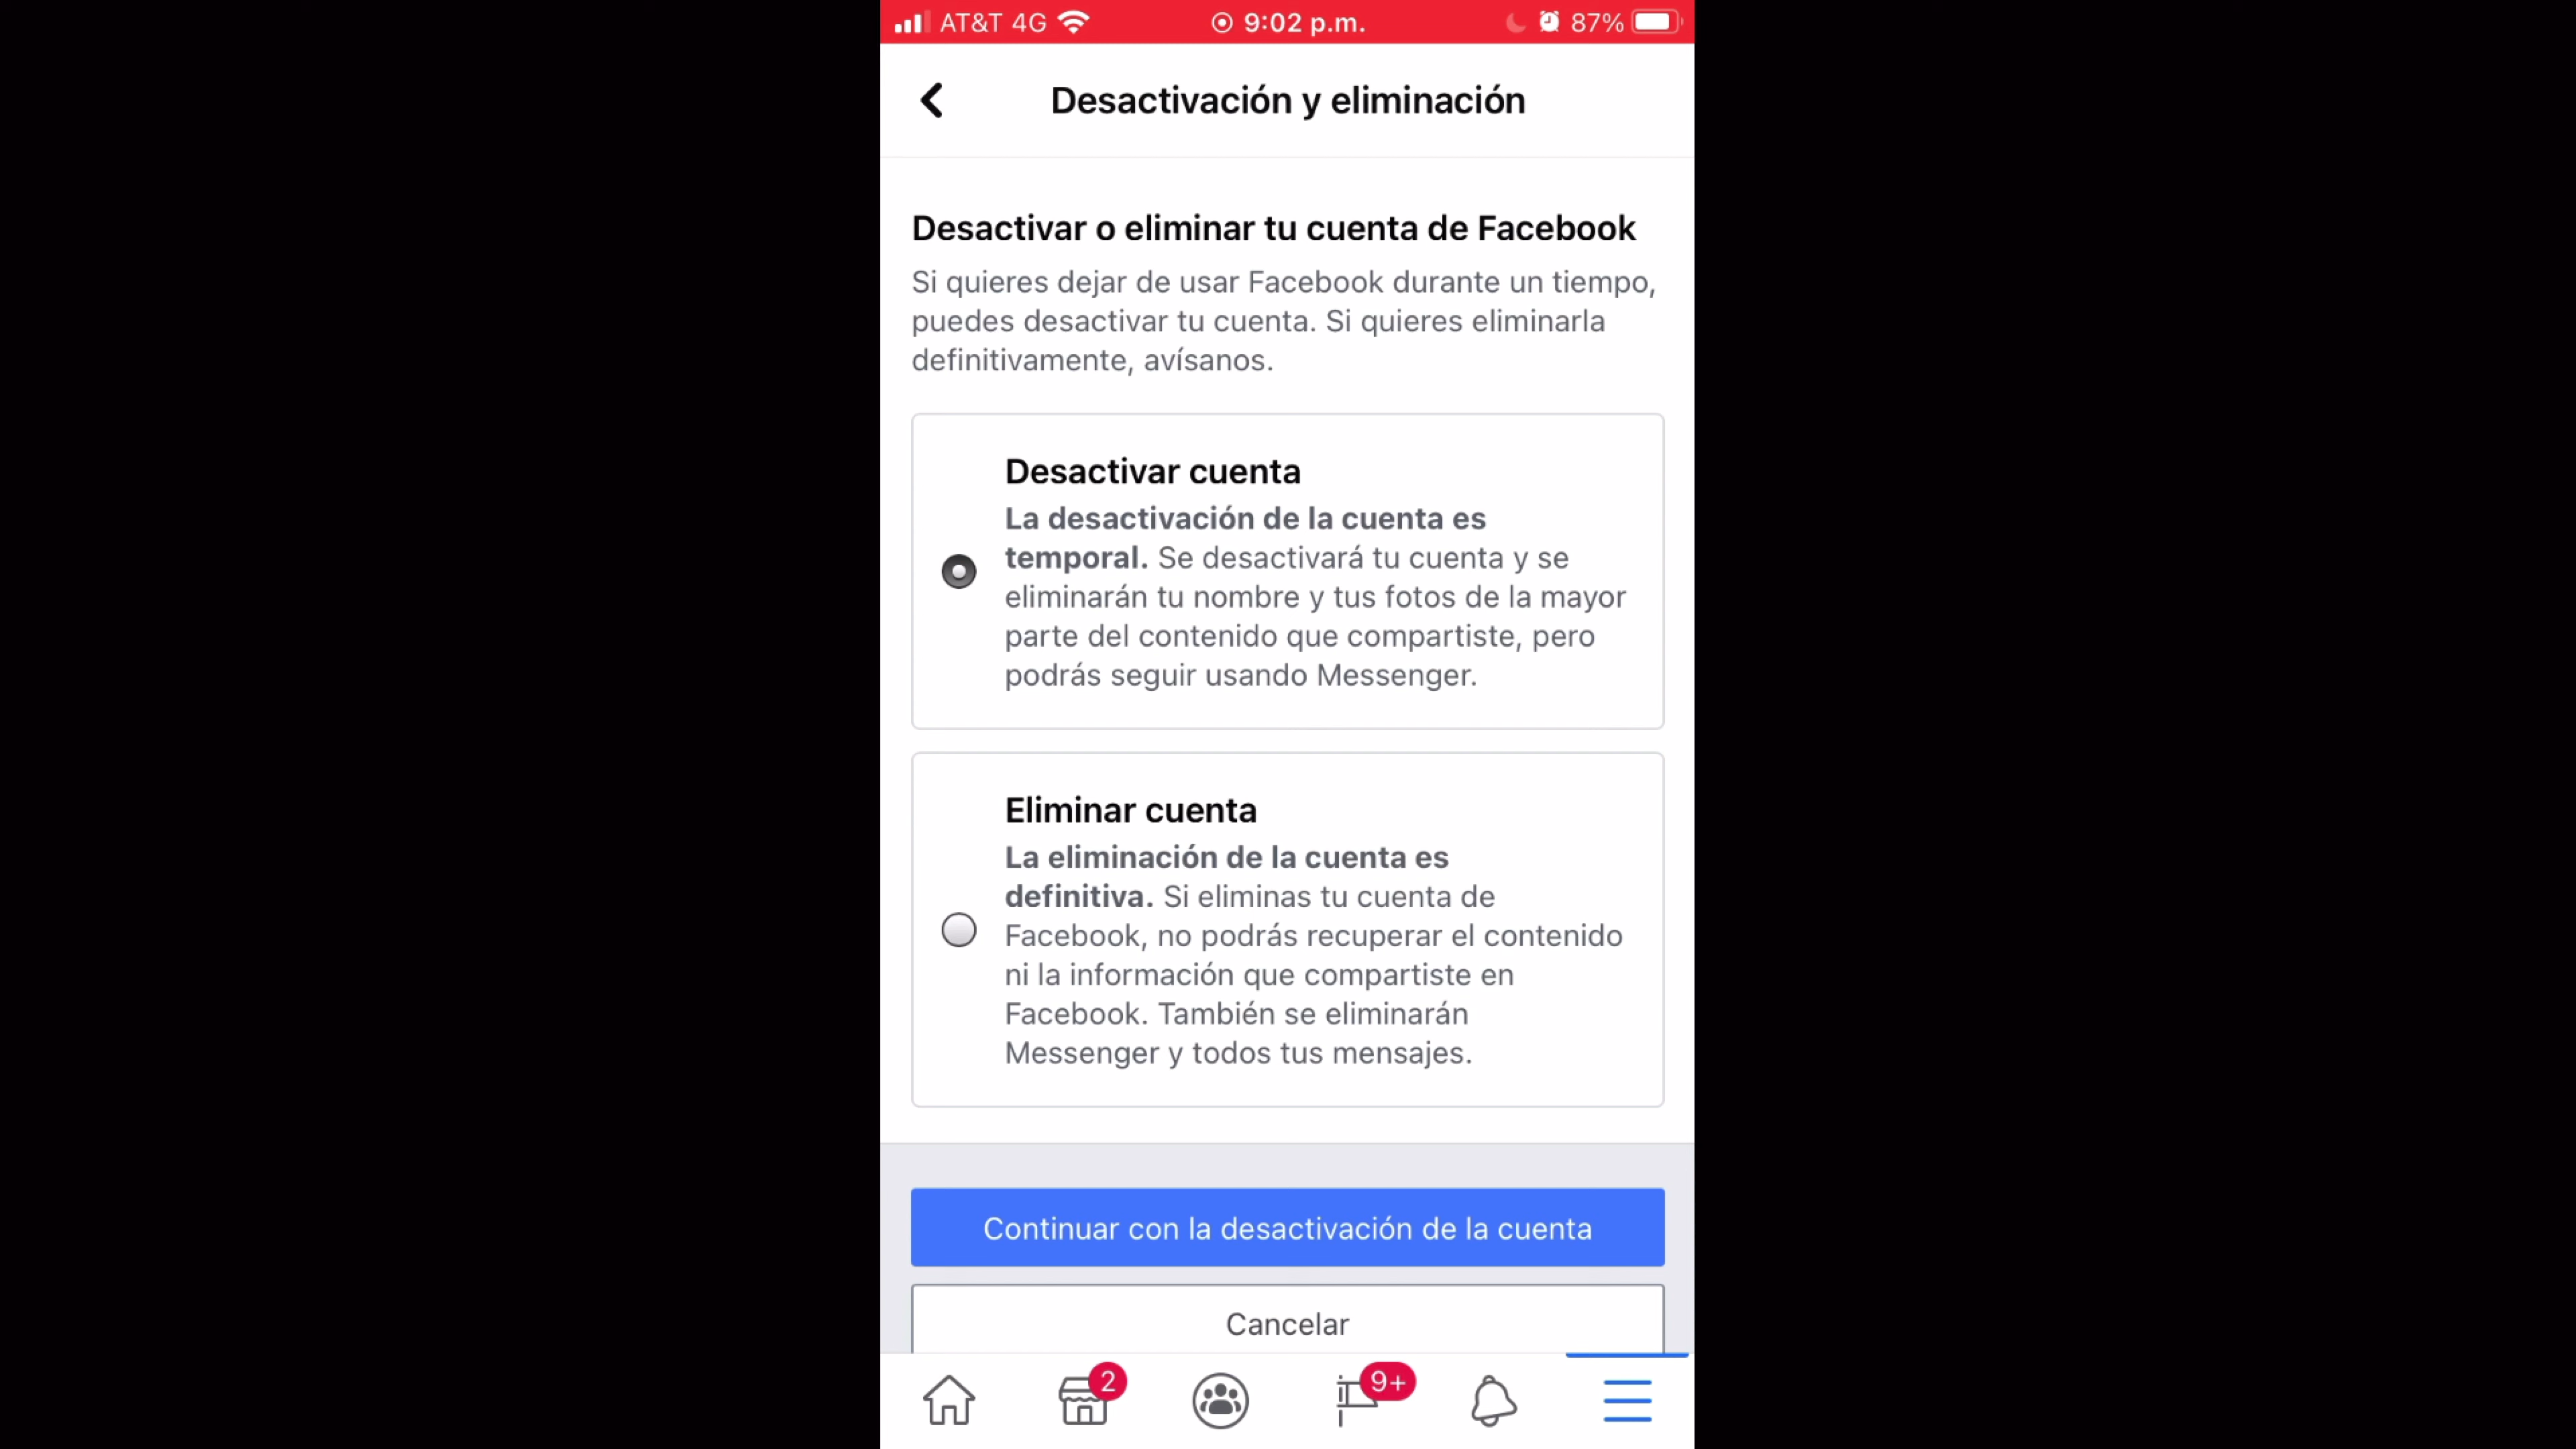 AT&T 4G 9:02 p.m. 87%
Desactivación y eliminación
Desactivar o eliminar tu cuenta de Facebook
Si quieres dejar de usar Facebook durante un tiempo,
puedes desactivar tu cuenta. Si quieres eliminarla
definitivamente, avísanos.
Desactivar cuenta
La desactivación de la cuenta es
temporal. Se desactivará tu cuenta y se
eliminarán tu nombre y tus fotos de la mayor
parte del contenido que compartiste, pero
podrás seguir usando Messenger.
Eliminar cuenta
La eliminación de la cuenta es
definitiva. Si eliminas tu cuenta de
Facebook, no podrás recuperar el contenido
ni la información que compartiste en
Facebook. También se eliminarán
Messenger y todos tus mensajes.
Continuar con la desactivación de la cuenta
Cancelar
2 9+